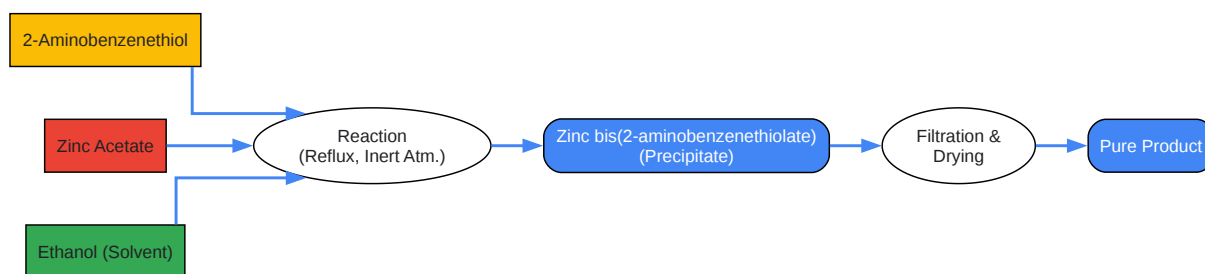 2-Aminobenzenethiol
Zinc Acetate
Ethanol (Solvent)
Reaction
(Reflux, Inert Atm.)
Zinc bis(2-aminobenzenethiolate)
(Precipitate)
Filtration &
Drying
Pure Product